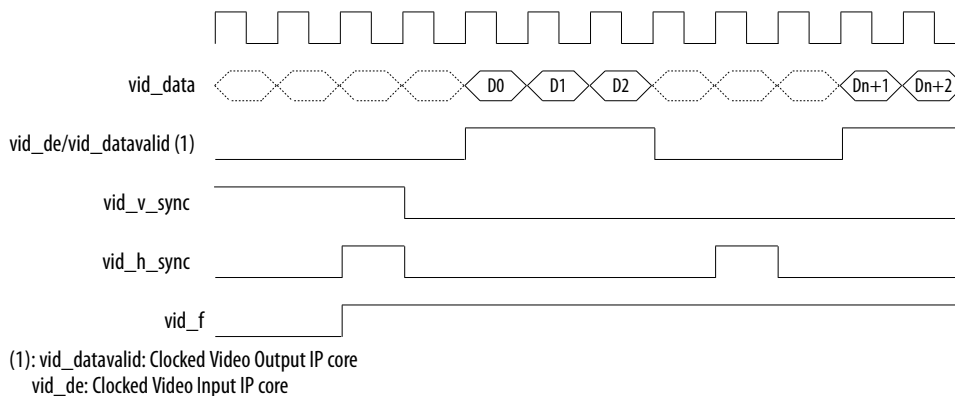 vid_data D0 D1 D2 Dn+1 Dn+2
vid_de/vid_datavalid (1)
vid_v_sync
vid_h_sync
vid_f
(1): vid_datavalid: Clocked Video Output IP core
vid_de: Clocked Video Input IP core